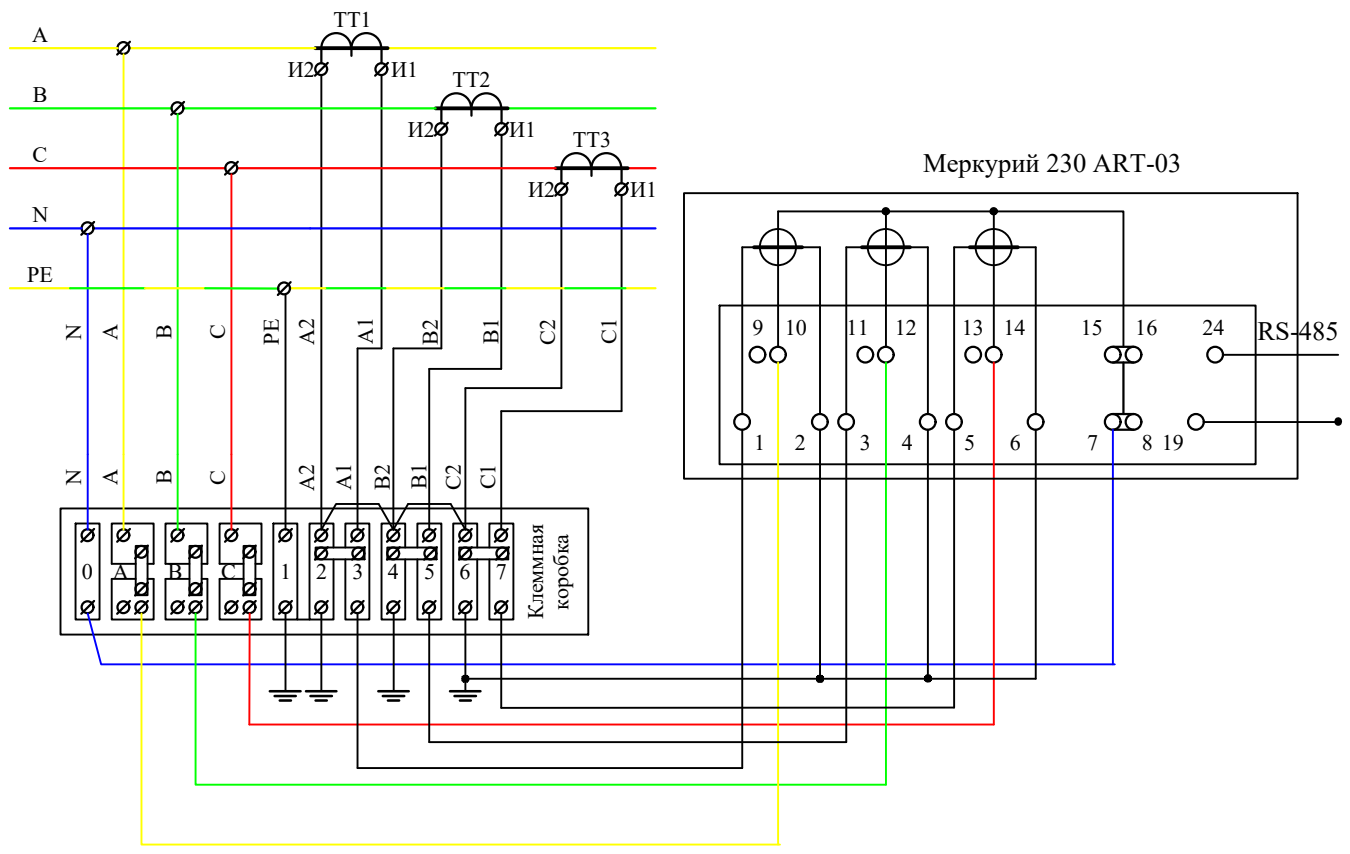 A
ТТ1
И2
И1
B
ТТ2
И2
И1
C
ТТ3
И2
И1
N
PE
Меркурий 230 ART-03
N
A
B
C
PE
A2
A1
B2
B1
C2
C1
9
10
11
12
13
14
15
16
24
RS-485
1
2
3
4
5
6
7
8
19
N
A
B
C
A2
A1
B2
B1
C2
C1
0
A
B
C
1
2
3
4
5
6
7
Клеммная
коробка